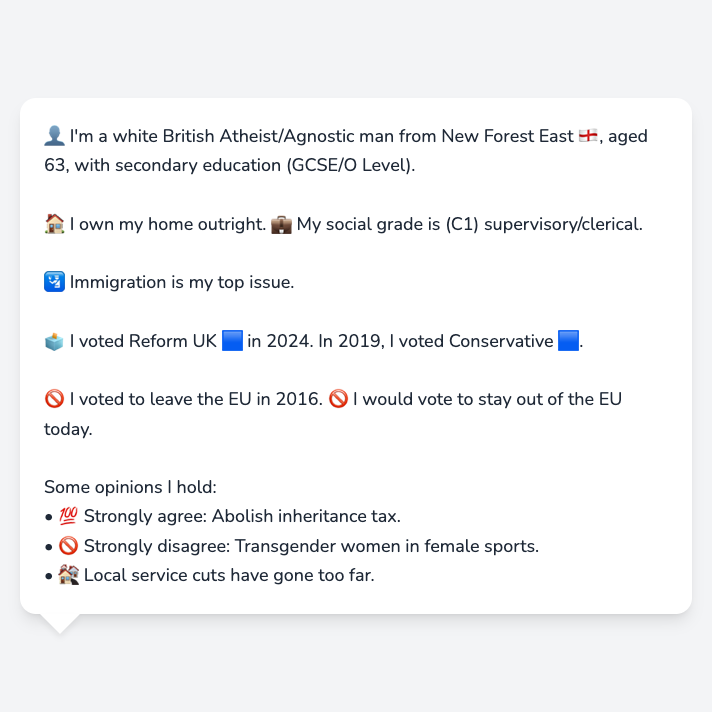 👤 I'm a white British Atheist/Agnostic man from New Forest East 🏴󠁧󠁢󠁥󠁮󠁧󠁿, aged
63, with secondary education (GCSE/O Level).
🏠 I own my home outright. 💼 My social grade is (C1) supervisory/clerical.
🛂 Immigration is my top issue.
🗳️ I voted Reform UK 🟦 in 2024. In 2019, I voted Conservative 🟦.
🚫 I voted to leave the EU in 2016. 🚫 I would vote to stay out of the EU
today.
Some opinions I hold:
• 💯 Strongly agree: Abolish inheritance tax.
• 🚫 Strongly disagree: Transgender women in female sports.
• 🏘️ Local service cuts have gone too far.